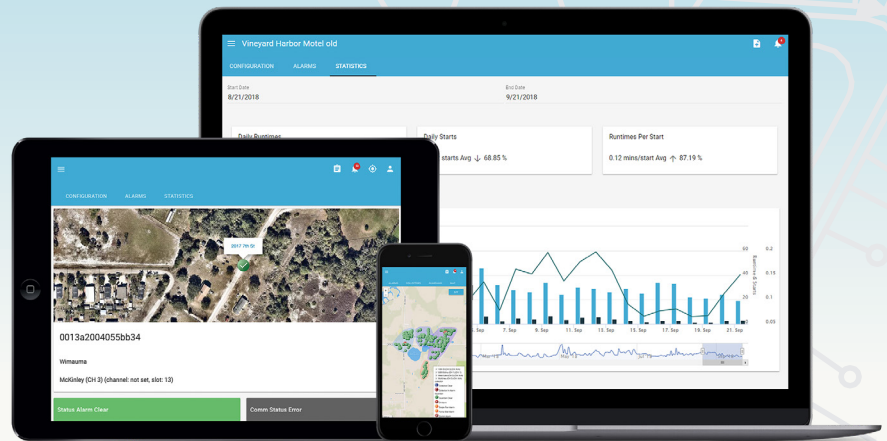 Vineyard Harbor Motel old
CONFIGURATION ALARMS STATISTICS
Start Date
8/21/2018
End Date
9/21/2018
Daily Runtimes
Daily Starts
starts Avg ↓ 68.85 %
Runtimes Per Start
0.12 mins/start Avg ↑ 87.19 %
60 0.2
40 0.15
20 0.1
0.05
7. Sep 9. Sep 11. Sep 13. Sep 15. Sep 17. Sep 19. Sep 21. Sep
CONFIGURATION ALARMS STATISTICS
0013a2004055bb34
Wimauma
McKinley (CH 3) (channel: not set, slot: 13)
Status Alarm Clear
Comm Status Error